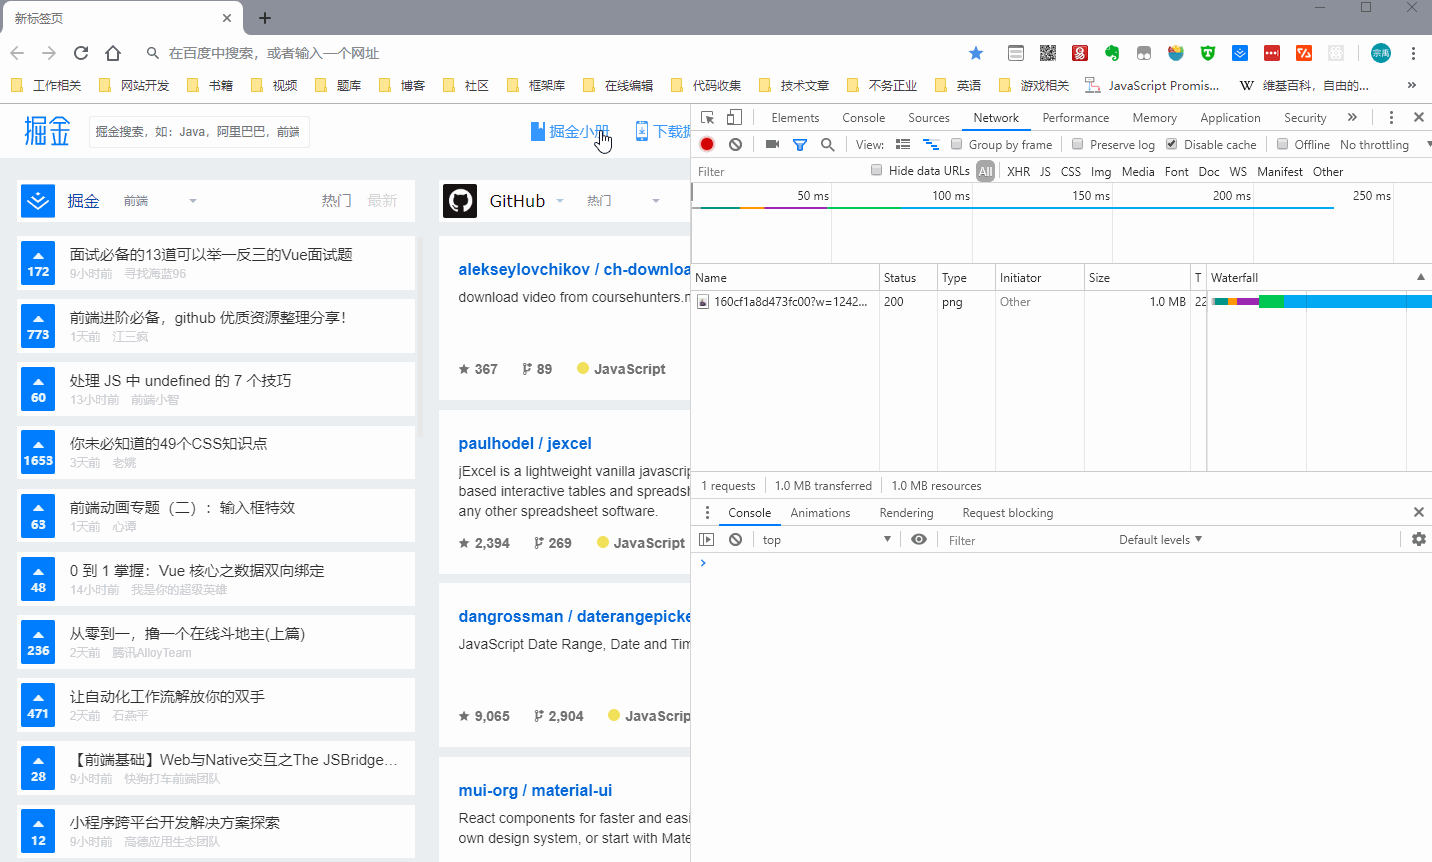 新标签页
在百度中搜索，或者输入一个网址
宗禹
工作相关 网站开发 书籍 视频 题库 博客 社区 框架库 在线编辑 代码收集 技术文章 不务正业 英语 游戏相关 JavaScript Promis... W 维基百科，自由的... »
掘金
掘金搜索，如：Java，阿里巴巴，前端
掘金小册
下载掘
掘金 前端 热门 最新
172
面试必备的13道可以举一反三的Vue面试题
9小时前 寻找海蓝96
773
前端进阶必备，github 优质资源整理分享！
1天前 江三疯
60
处理 JS 中 undefined 的 7 个技巧
13小时前 前端小智
1653
你未必知道的49个CSS知识点
3天前 老姚
63
前端动画专题（二）：输入框特效
1天前 心谭
48
0 到 1 掌握：Vue 核心之数据双向绑定
14小时前 我是你的超级英雄
236
从零到一，撸一个在线斗地主(上篇)
2天前 腾讯AlloyTeam
471
让自动化工作流解放你的双手
2天前 石燕平
28
【前端基础】Web与Native交互之The JSBridge...
9小时前 快狗打车前端团队
12
小程序跨平台开发解决方案探索
9小时前 高德应用生态团队
GitHub 热门
alekseylovchikov / ch-downloa
download video from coursehunters.n
367 89 JavaScript
paulhodel / jexcel
jExcel is a lightweight vanilla javascrip
based interactive tables and spreadsh
any other spreadsheet software.
2,394 269 JavaScript
dangrossman / daterangepicke
JavaScript Date Range, Date and Tim
9,065 2,904 JavaScrip
mui-org / material-ui
React components for faster and easi
own design system, or start with Mate
Elements Console Sources Network Performance Memory Application Security »
View: Group by frame Preserve log Disable cache Offline No throttling
Filter Hide data URLs All XHR JS CSS Img Media Font Doc WS Manifest Other
50 ms 100 ms 150 ms 200 ms 250 ms
Name Status Type Initiator Size T Waterfall
160cf1a8d473fc00?w=1242... 200 png Other 1.0 MB 22
1 requests 1.0 MB transferred 1.0 MB resources
Console Animations Rendering Request blocking
top Filter Default levels